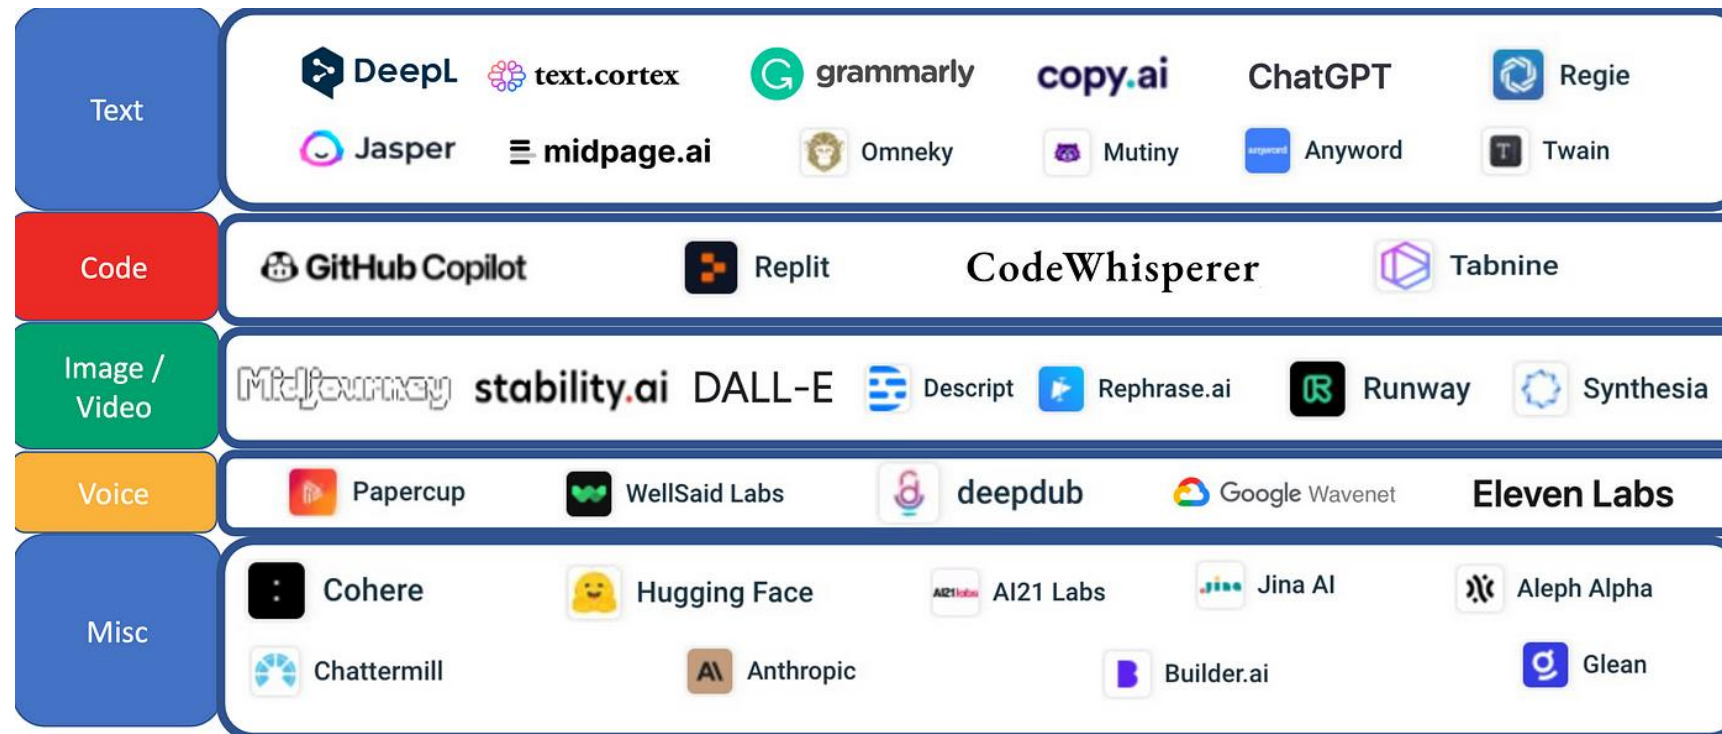 Text
DeepL text.cortex grammarly copy.ai ChatGPT Regie
Jasper midpage.ai Omneky Mutiny anyword Anyword T Twain
Code
GitHub Copilot Replit CodeWhisperer Tabnine
Image /
Video
Midjourney stability.ai DALL-E Descript Rephrase.ai Runway Synthesia
Voice
Papercup WellSaid Labs deepdub Google Wavenet Eleven Labs
Misc
Cohere Hugging Face AI21labs AI21 Labs Jina Jina AI Aleph Alpha
Chattermill Anthropic Builder.ai Glean